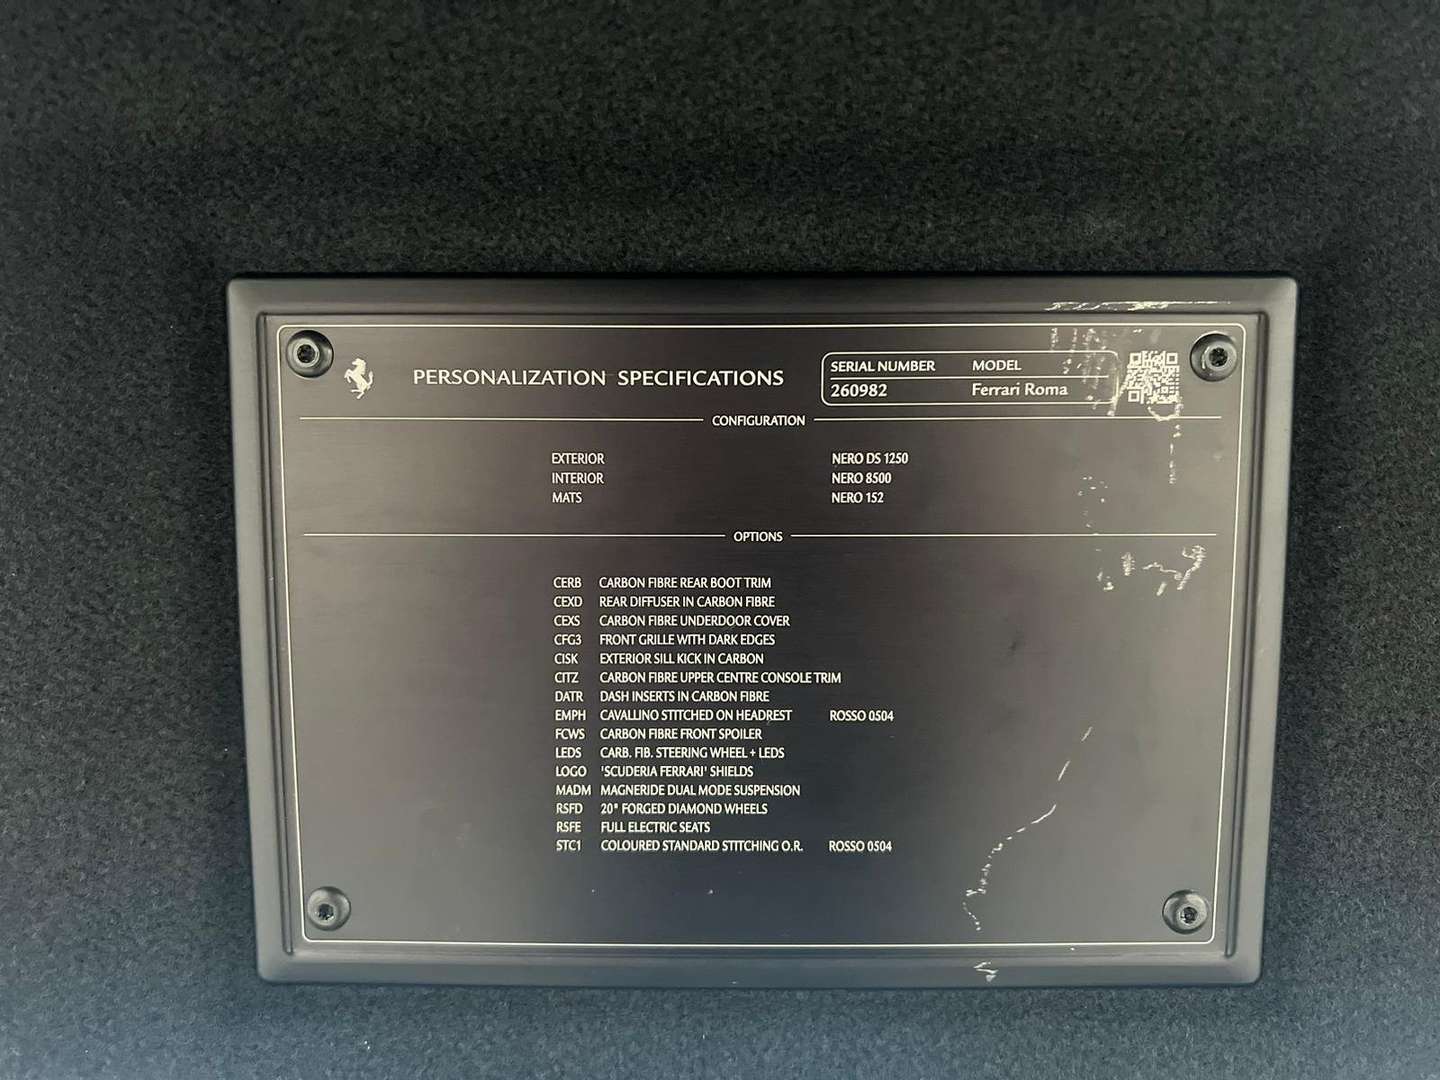 PERSONALIZATION SPECIFICATIONS
SERIAL NUMBER MODEL
260982 Ferrari Roma
CONFIGURATION
EXTERIOR NERO DS 1250
INTERIOR NERO 8500
MATS NERO 152
OPTIONS
CERB CARBON FIBRE REAR BOOT TRIM
CEXD REAR DIFFUSER IN CARBON FIBRE
CEXS CARBON FIBRE UNDERDOOR COVER
CFG3 FRONT GRILLE WITH DARK EDGES
CISK EXTERIOR SILL KICK IN CARBON
CITZ CARBON FIBRE UPPER CENTRE CONSOLE TRIM
DATR DASH INSERTS IN CARBON FIBRE
EMPH CAVALLINO STITCHED ON HEADREST ROSSO 0504
FCWS CARBON FIBRE FRONT SPOILER
LEDS CARB. FIB. STEERING WHEEL + LEDS
LOGO 'SCUDERIA FERRARI' SHIELDS
MADM MAGNERIDE DUAL MODE SUSPENSION
RSFD 20" FORGED DIAMOND WHEELS
RSFE FULL ELECTRIC SEATS
STC1 COLOURED STANDARD STITCHING O.R. ROSSO 0504